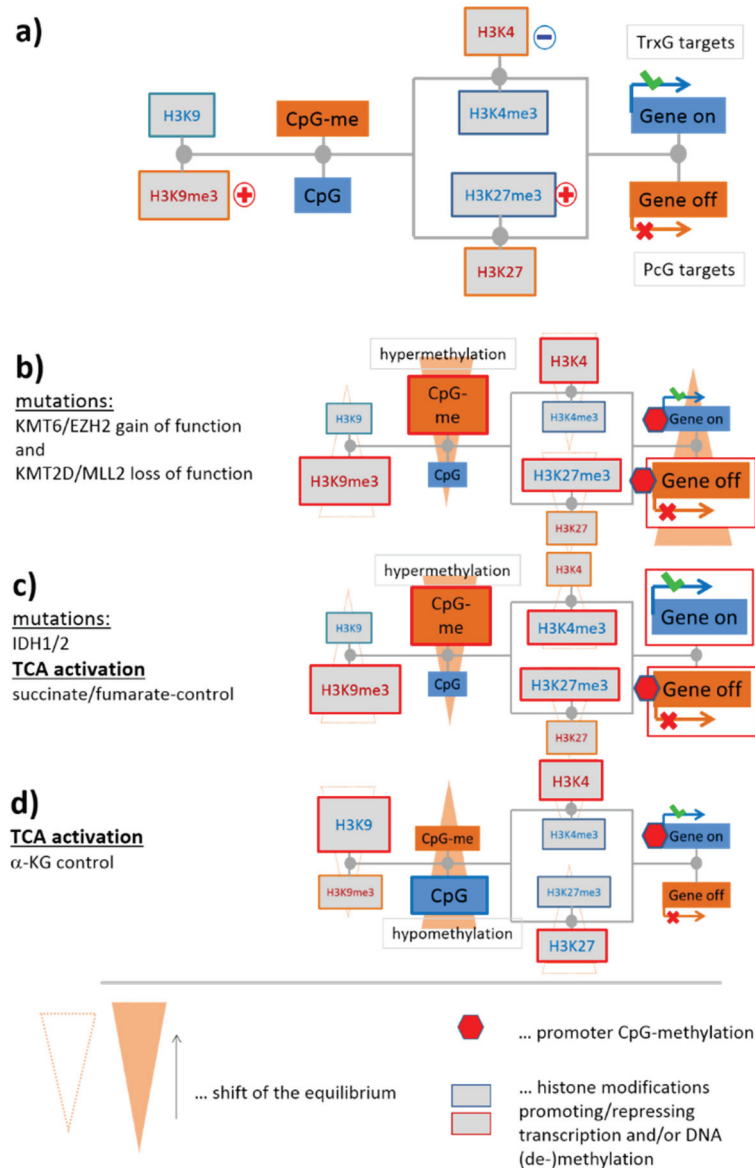 a)
H3K4
TrxG targets
H3K9
CpG-me
H3K4me3
Gene on
H3K9me3
CpG
H3K27me3
Gene off
H3K27
PcG targets
b)
mutations:
KMT6/EZH2 gain of function
and
KMT2D/MLL2 loss of function
hypermethylation
H3K4
CpG-
me
H3K9
H3K4me3
Gene on
H3K9me3
CpG
H3K27me3
Gene off
H3K27
c)
mutations:
IDH1/2
TCA activation
succinate/fumarate-control
hypermethylation
H3K4
CpG-
me
H3K9
H3K4me3
Gene on
H3K9me3
CpG
H3K27me3
Gene off
H3K27
d)
TCA activation
α-KG control
H3K4
H3K9
CpG-me
H3K4me3
Gene on
H3K9me3
CpG
H3K27me3
Gene off
hypomethylation
H3K27
... shift of the equilibrium
... promoter CpG-methylation
... histone modifications
promoting/repressing
transcription and/or DNA
(de-)methylation